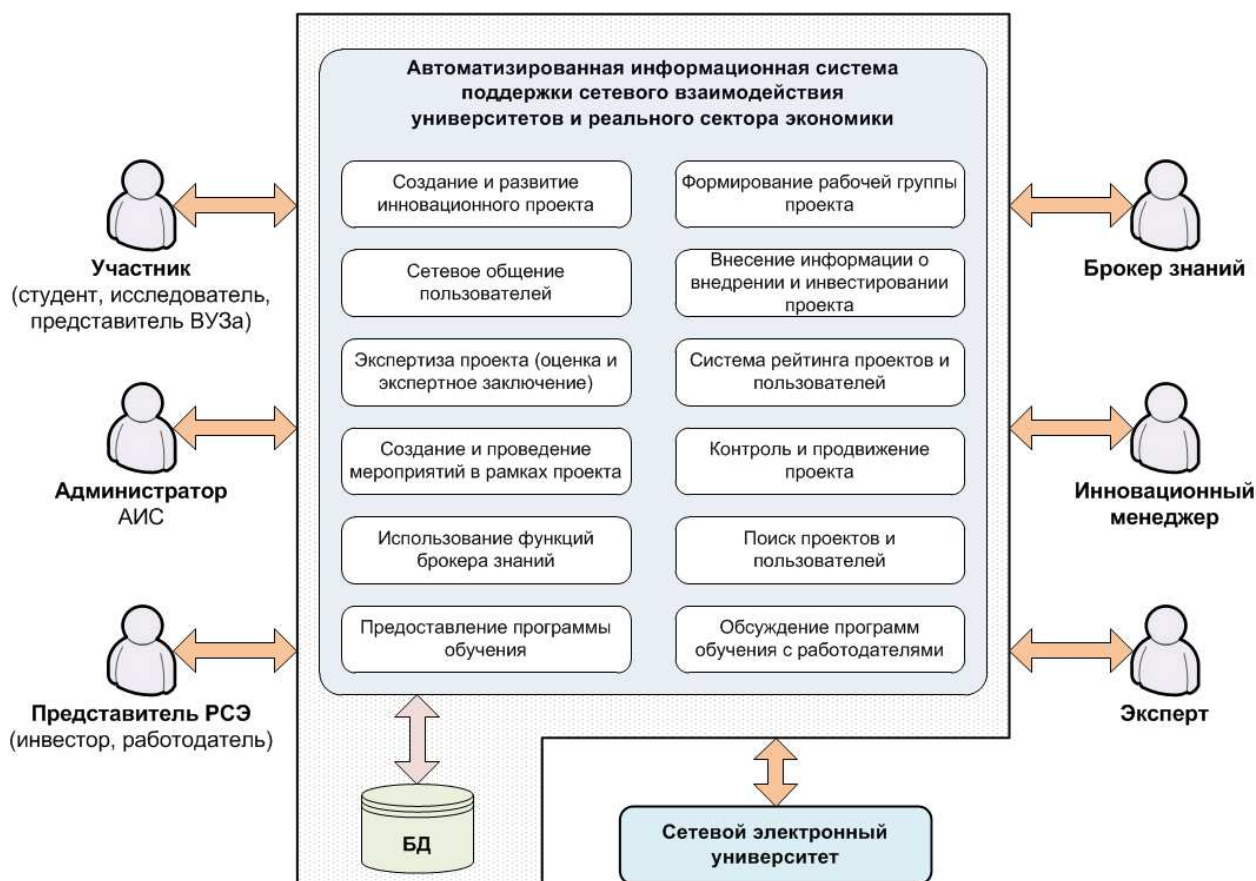 Автоматизированная информационная система
поддержки сетевого взаимодействия
университетов и реального сектора экономики
Создание и развитие
инновационного проекта
Формирование рабочей группы
проекта
Сетевое общение
пользователей
Внесение информации о
внедрении и инвестировании
проекта
Экспертиза проекта (оценка и
экспертное заключение)
Система рейтинга проектов и
пользователей
Создание и проведение
мероприятий в рамках проекта
Контроль и продвижение
проекта
Использование функций
брокера знаний
Поиск проектов и
пользователей
Предоставление программы
обучения
Обсуждение программ
обучения с работодателями
Участник
(студент, исследователь,
представитель ВУЗа)
Администратор
АИС
Представитель РСЭ
(инвестор, работодатель)
Брокер знаний
Инновационный
менеджер
Эксперт
БД
Сетевой электронный
университет